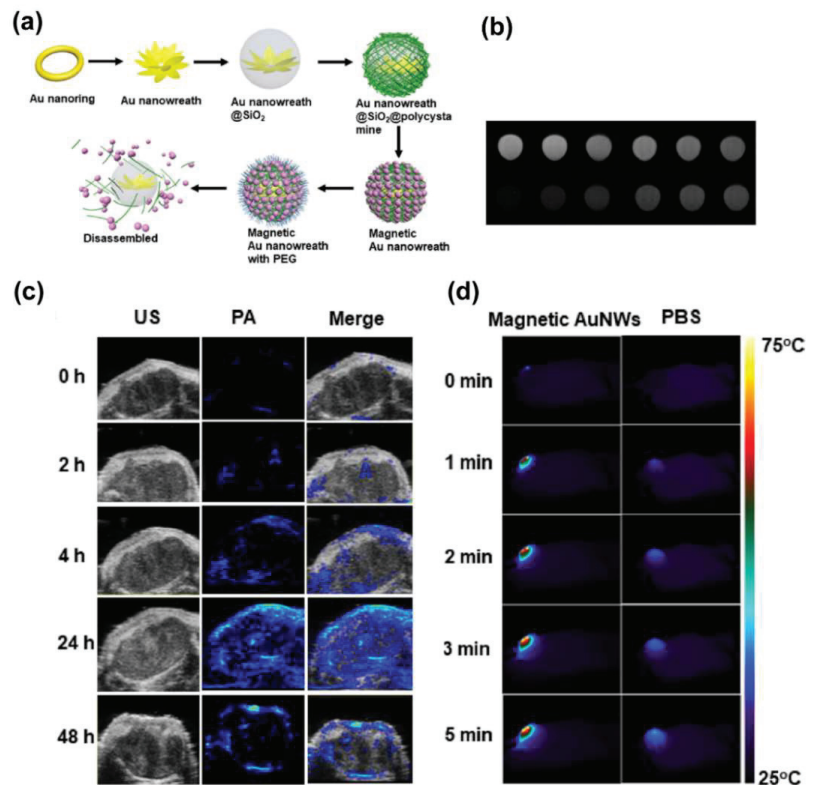 (a)
Au nanoring
Au nanowreath
Au nanowreath
@SiO₂
Au nanowreath
@SiO₂@polycysta
mine
Disassembled
Magnetic
Au nanowreath
with PEG
Magnetic
Au nanowreath
(b)
(c)
US PA Merge
0 h
2 h
4 h
24 h
48 h
(d)
Magnetic AuNWs PBS
75°C
0 min
1 min
2 min
3 min
5 min
25°C